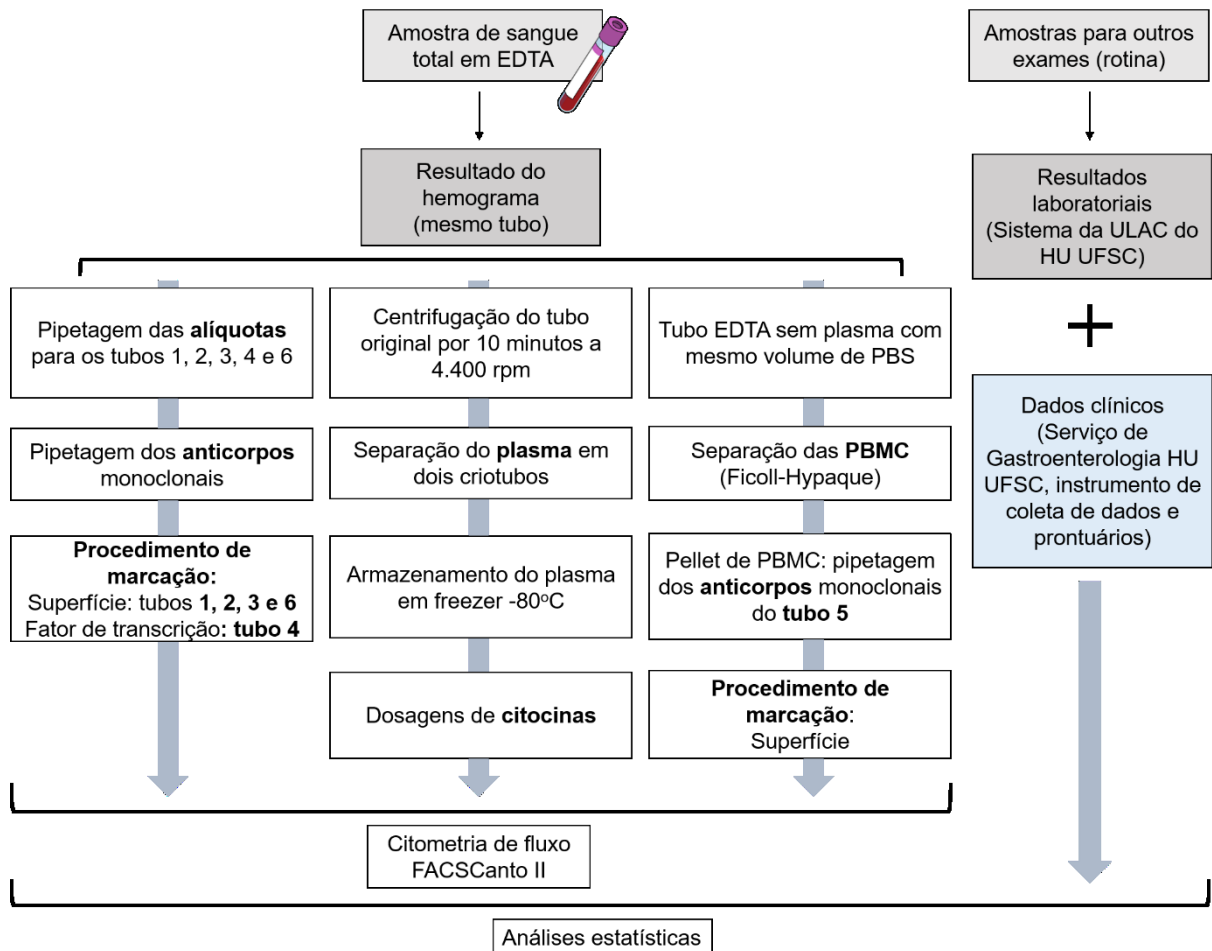 Amostra de sangue
total em EDTA
Amostras para outros
exames (rotina)
Resultado do
hemograma
(mesmo tubo)
Resultados
laboratoriais
(Sistema da ULAC do
HU UFSC)
Pipetagem das alíquotas
para os tubos 1, 2, 3, 4 e 6
Pipetagem dos anticorpos
monoclonais
Procedimento de
marcação:
Superfície: tubos 1, 2, 3 e 6
Fator de transcrição: tubo 4
Centrifugação do tubo
original por 10 minutos a
4.400 rpm
Separação do plasma em
dois criotubos
Armazenamento do plasma
em freezer -80ºC
Dosagens de citocinas
Tubo EDTA sem plasma com
mesmo volume de PBS
Separação das PBMC
(Ficoll-Hypaque)
Pellet de PBMC: pipetagem
dos anticorpos monoclonais
do tubo 5
Procedimento de
marcação:
Superfície
+
Dados clínicos
(Serviço de
Gastroenterologia HU
UFSC, instrumento de
coleta de dados e
prontuários)
Citometria de fluxo
FACSCanto II
Análises estatísticas